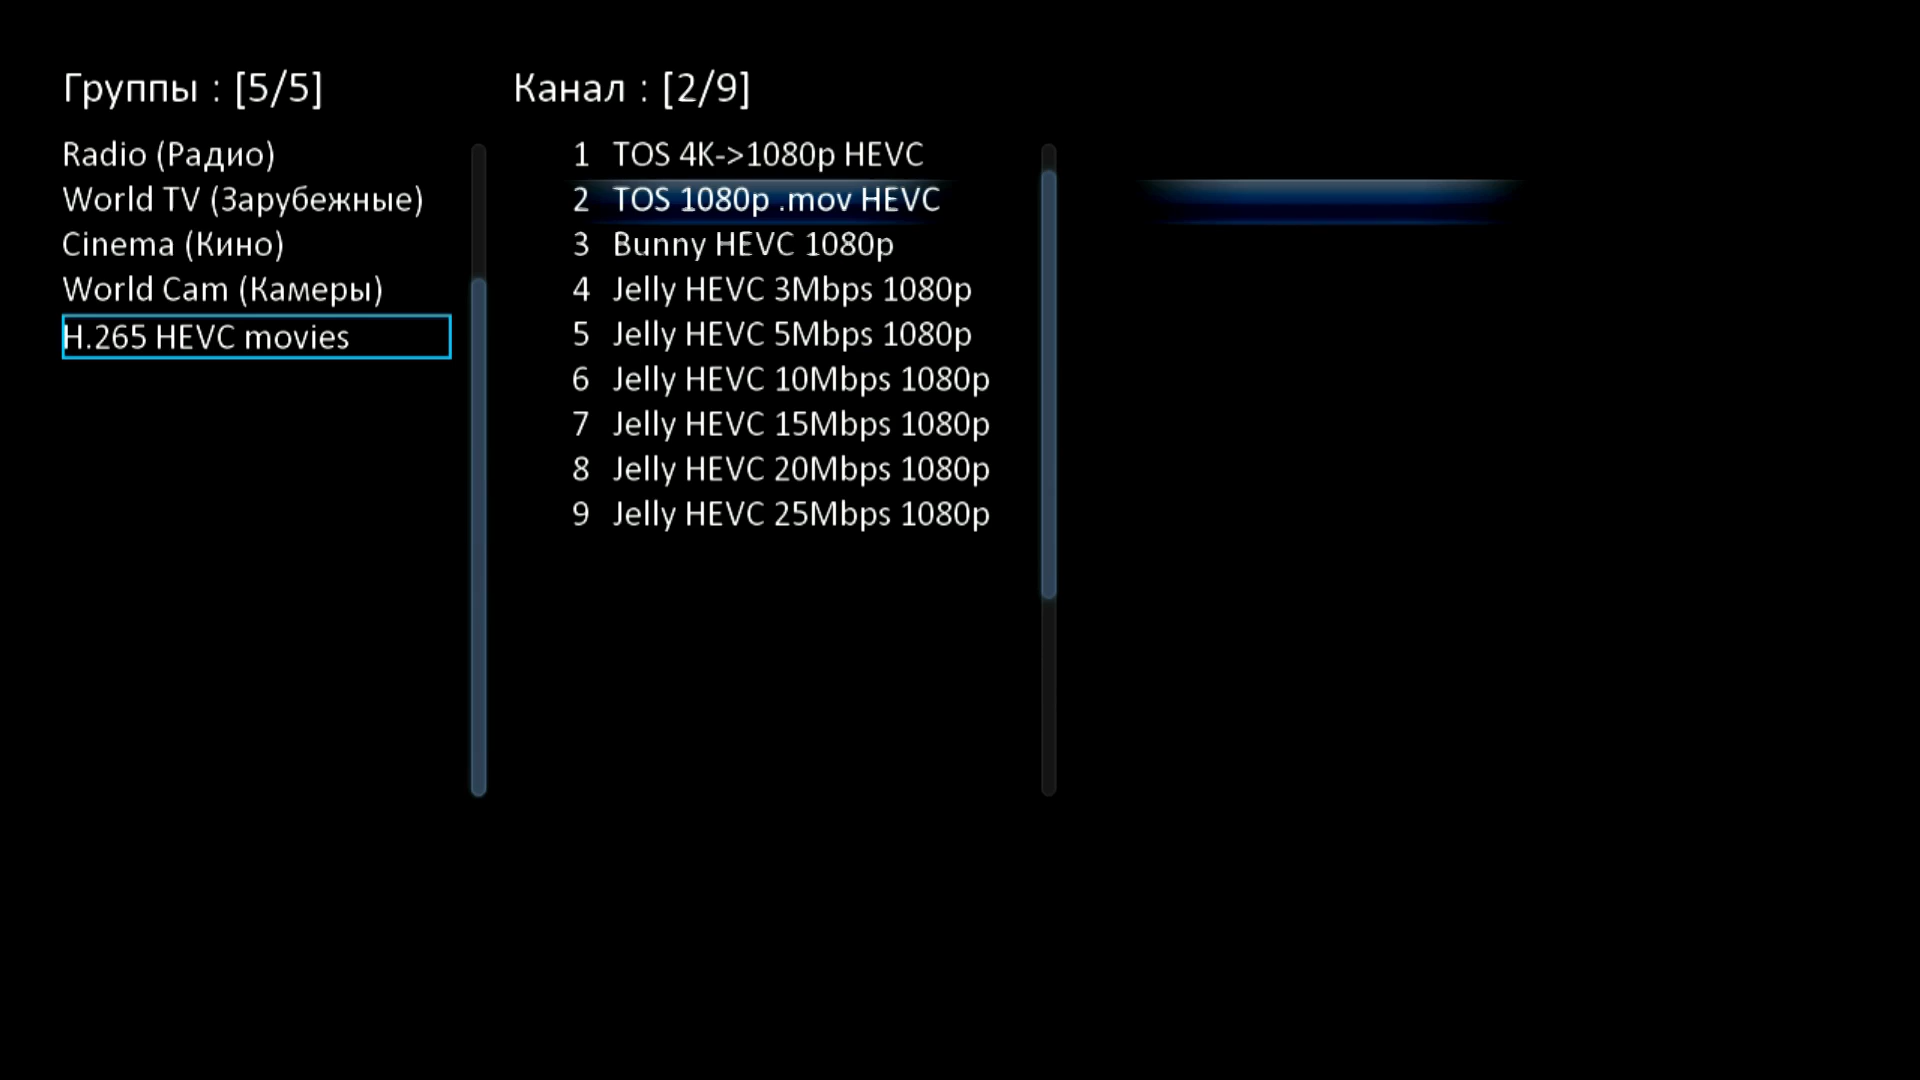 Группы : [5/5]
Radio (Радио)
World TV (Зарубежные)
Cinema (Кино)
World Cam (Камеры)
H.265 HEVC movies
Канал : [2/9]
1 TOS 4K->1080p HEVC
2 TOS 1080p .mov HEVC
3 Bunny HEVC 1080p
4 Jelly HEVC 3Mbps 1080p
5 Jelly HEVC 5Mbps 1080p
6 Jelly HEVC 10Mbps 1080p
7 Jelly HEVC 15Mbps 1080p
8 Jelly HEVC 20Mbps 1080p
9 Jelly HEVC 25Mbps 1080p